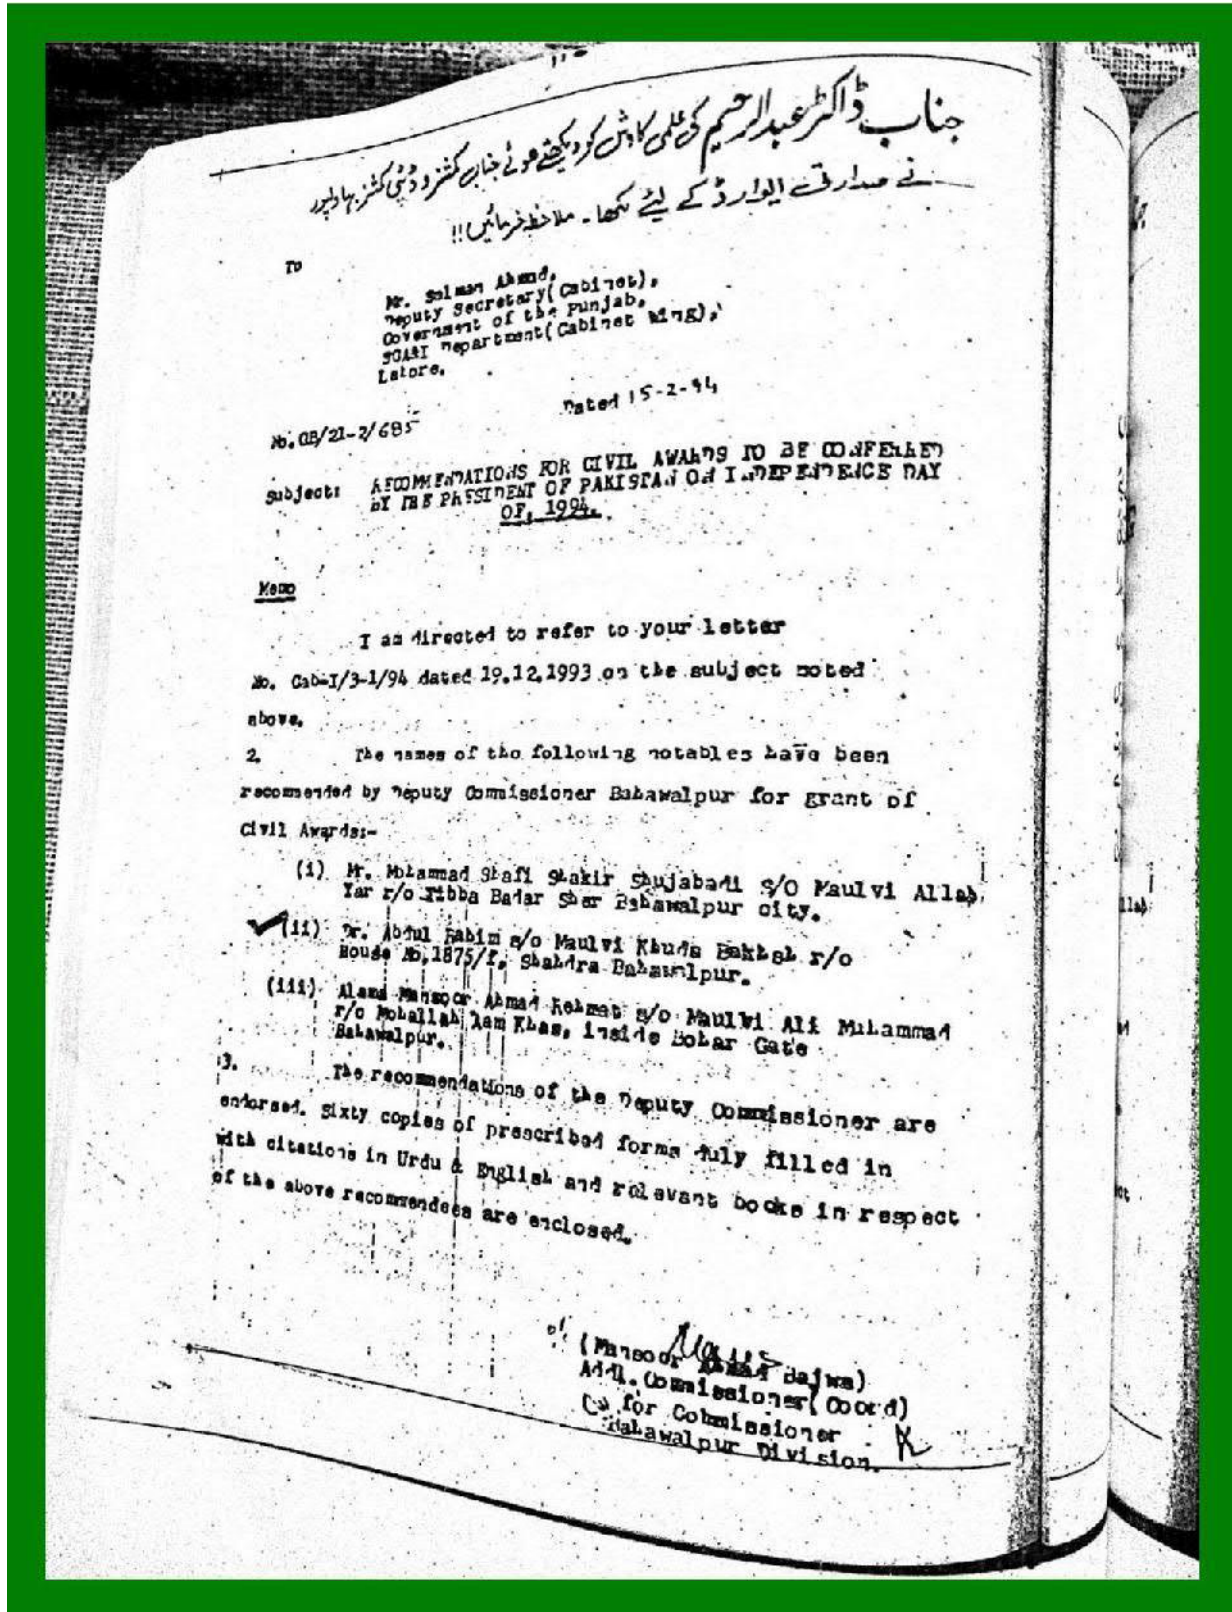 جناب ڈاکٹر عبدالرحیم کی علمی کاوش کو دیکھتے ہوئے جناب کمشنر و ڈپٹی کمشنر بہاولپور
نے صدارتی ایوارڈ کے لیئے لکھا۔ ملاحظہ فرمائیں!!
To
Mr. Salman Ahmad,
Deputy Secretary(Cabinet),
Government of the Punjab,
SGA&I Department(Cabinet Wing),
Lahore.
Dated 15-2-94
No.GB/21-2/685
Subject: RECOMMENDATIONS FOR CIVIL AWARDS TO BE CONFERRED
BY THE PRESIDENT OF PAKISTAN ON INDEPENDENCE DAY
OF, 1994.
Memo
I am directed to refer to your letter
No. Cab-I/3-1/94 dated 19.12.1993 on the subject noted
above.
2. The names of the following notables have been
recommended by Deputy Commissioner Bahawalpur for grant of
Civil Awards:-
(i) Mr. Mohammad Shafi Shakir Shujabadi s/o Maulvi Allah
Yar r/o Tibba Badar Sher Bahawalpur city.
(ii) Dr. Abdul Rahim s/o Maulvi Khuda Bakhsh r/o
House No.1875/f, Shahdra Bahawalpur.
(iii) Alama Mansoor Ahmad Rehmat s/o Maulvi Ali Muhammad
r/o Mohallah Aam Khas, inside Bohar Gate
Bahawalpur.
3. The recommendations of the Deputy Commissioner are
endorsed. Sixty copies of prescribed forms duly filled in
with citations in Urdu & English and relevant books in respect
of the above recommendees are enclosed.
(Mansoor Ahmad Bajwa)
Addl.Commissioner(Coord)
for Commissioner
Bahawalpur Division.